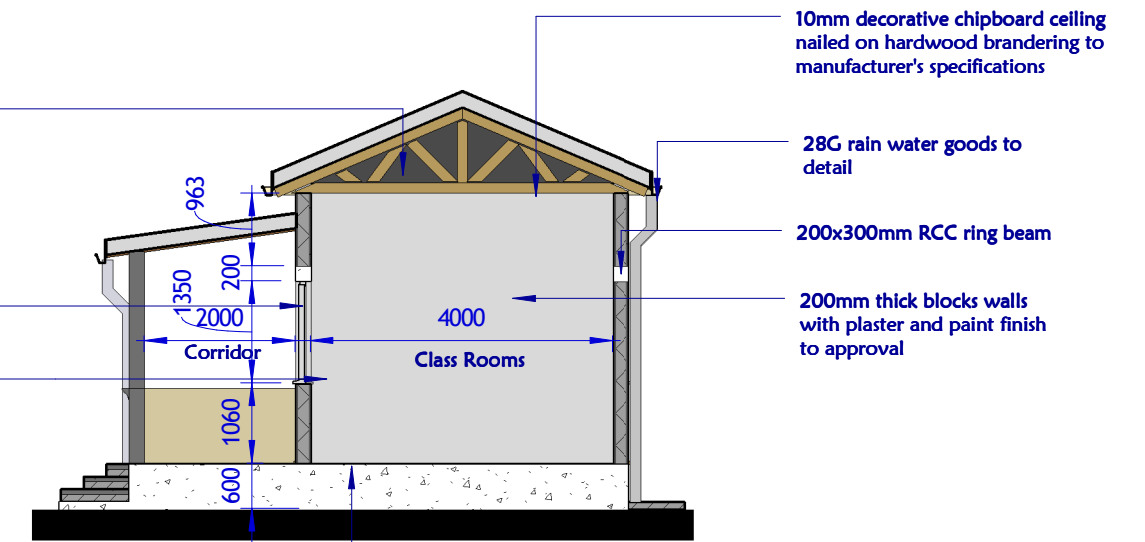 10mm decorative chipboard ceiling
nailed on hardwood brandering to
manufacturer's specifications
28G rain water goods to
detail
963
200x300mm RCC ring beam
200
1350
200mm thick blocks walls
with plaster and paint finish
to approval
2000
4000
Corridor
Class Rooms
1060
600